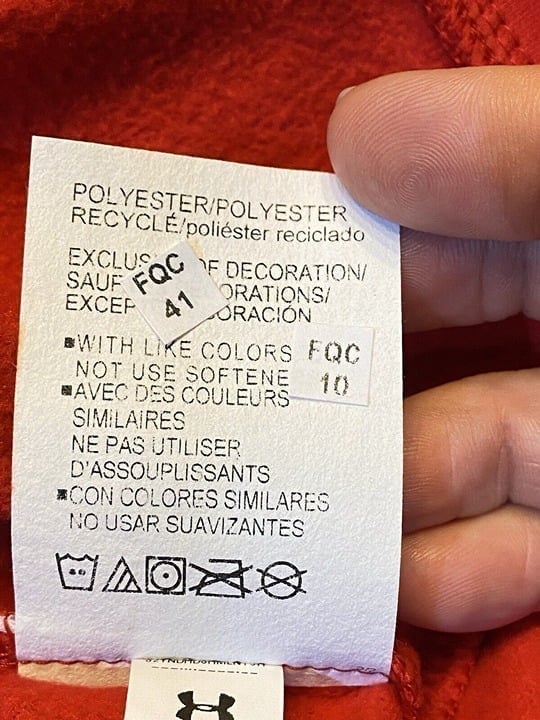 POLYESTER/POLYESTER
RECYCLÉ/poliéster reciclado
EXCLUS OF DECORATION/
SAUF ORATIONS/
EXCEP ORACIÓN
FQC
41
WITH LIKE COLORS
NOT USE SOFTENE
FQC
10
AVEC DES COULEURS
SIMILAIRES
NE PAS UTILISER
D'ASSOUPLISSANTS
CON COLORES SIMILARES
NO USAR SUAVIZANTES